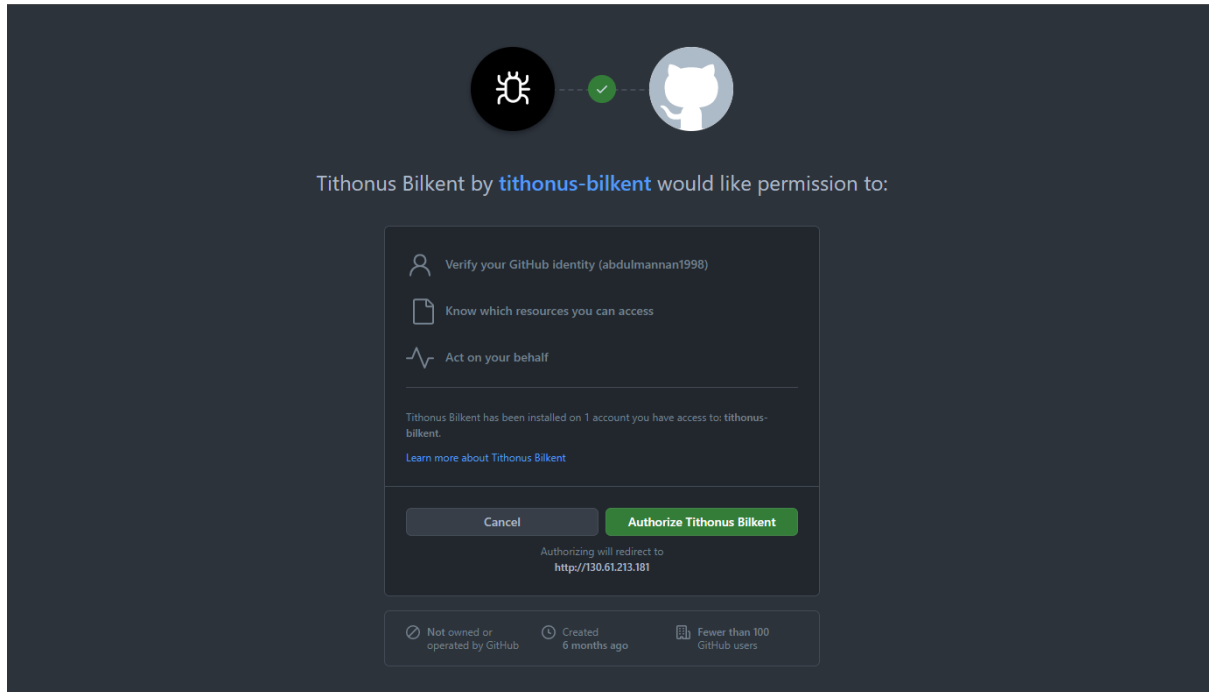 Tithonus Bilkent by tithonus-bilkent would like permission to:
Verify your GitHub identity (abdulmannan1998)
Know which resources you can access
Act on your behalf
Tithonus Bilkent has been installed on 1 account you have access to: tithonus-
bilkent.
Learn more about Tithonus Bilkent
Cancel
Authorize Tithonus Bilkent
Authorizing will redirect to
http://130.61.213.181
Not owned or
operated by GitHub
Created
6 months ago
Fewer than 100
GitHub users